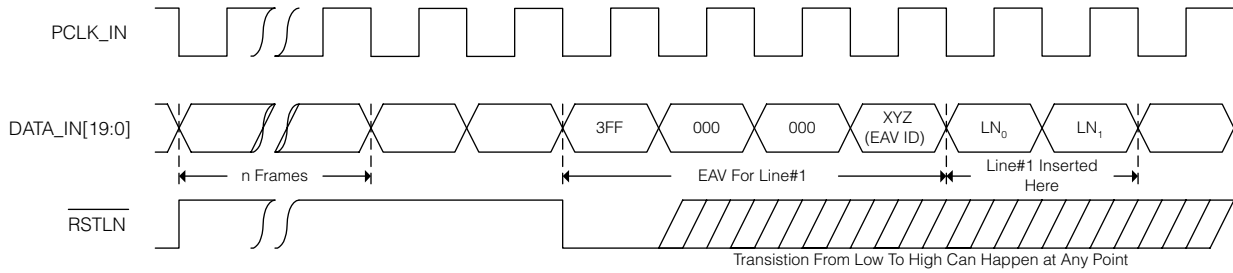 PCLK_IN
DATA_IN[19:0]
3FF
000
000
XYZ
(EAV ID)
LN0
LN1
n Frames
EAV For Line#1
Line#1 Inserted
Here
RSTLN
Transistion From Low To High Can Happen at Any Point